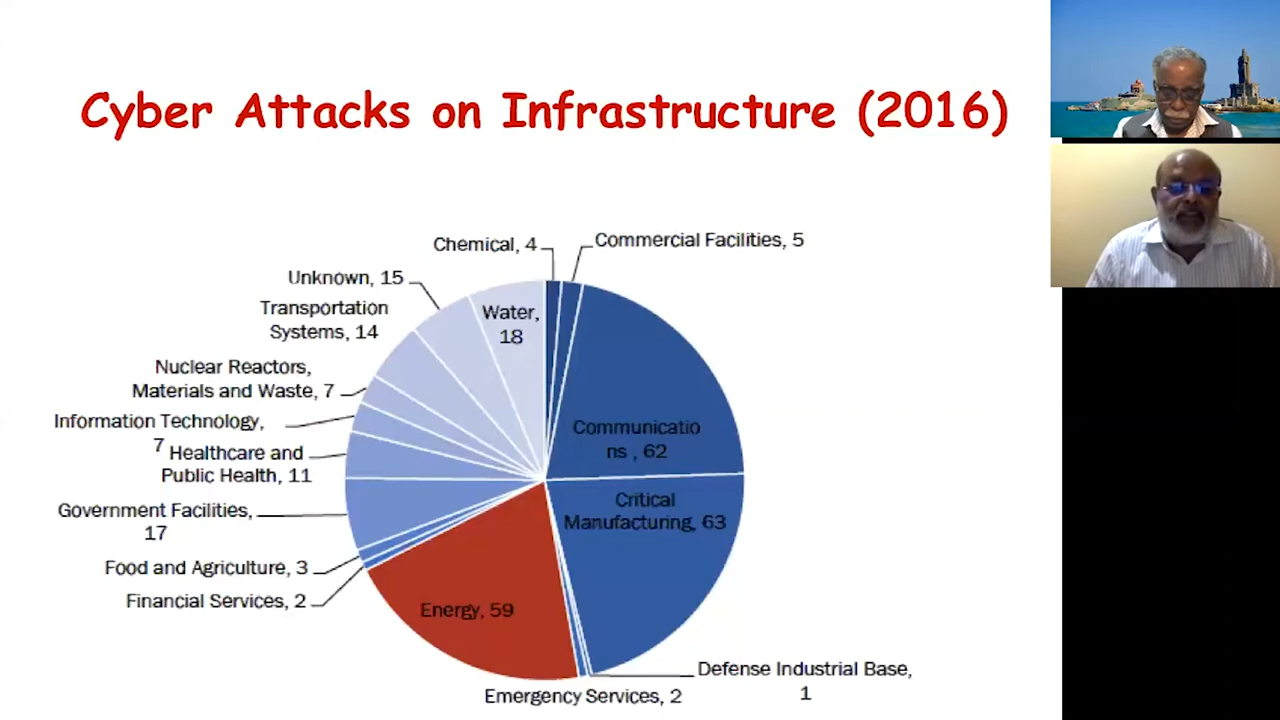 Cyber Attacks on Infrastructure (2016)
Chemical, 4
Commercial Facilities, 5
Unknown, 15
Transportation
Systems, 14
Water,
18
Nuclear Reactors,
Materials and Waste, 7
Information Technology,
7
Healthcare and
Public Health, 11
Communicatio
ns , 62
Critical
Manufacturing, 63
Government Facilities,
17
Food and Agriculture, 3
Financial Services, 2
Energy, 59
Defense Industrial Base,
1
Emergency Services, 2